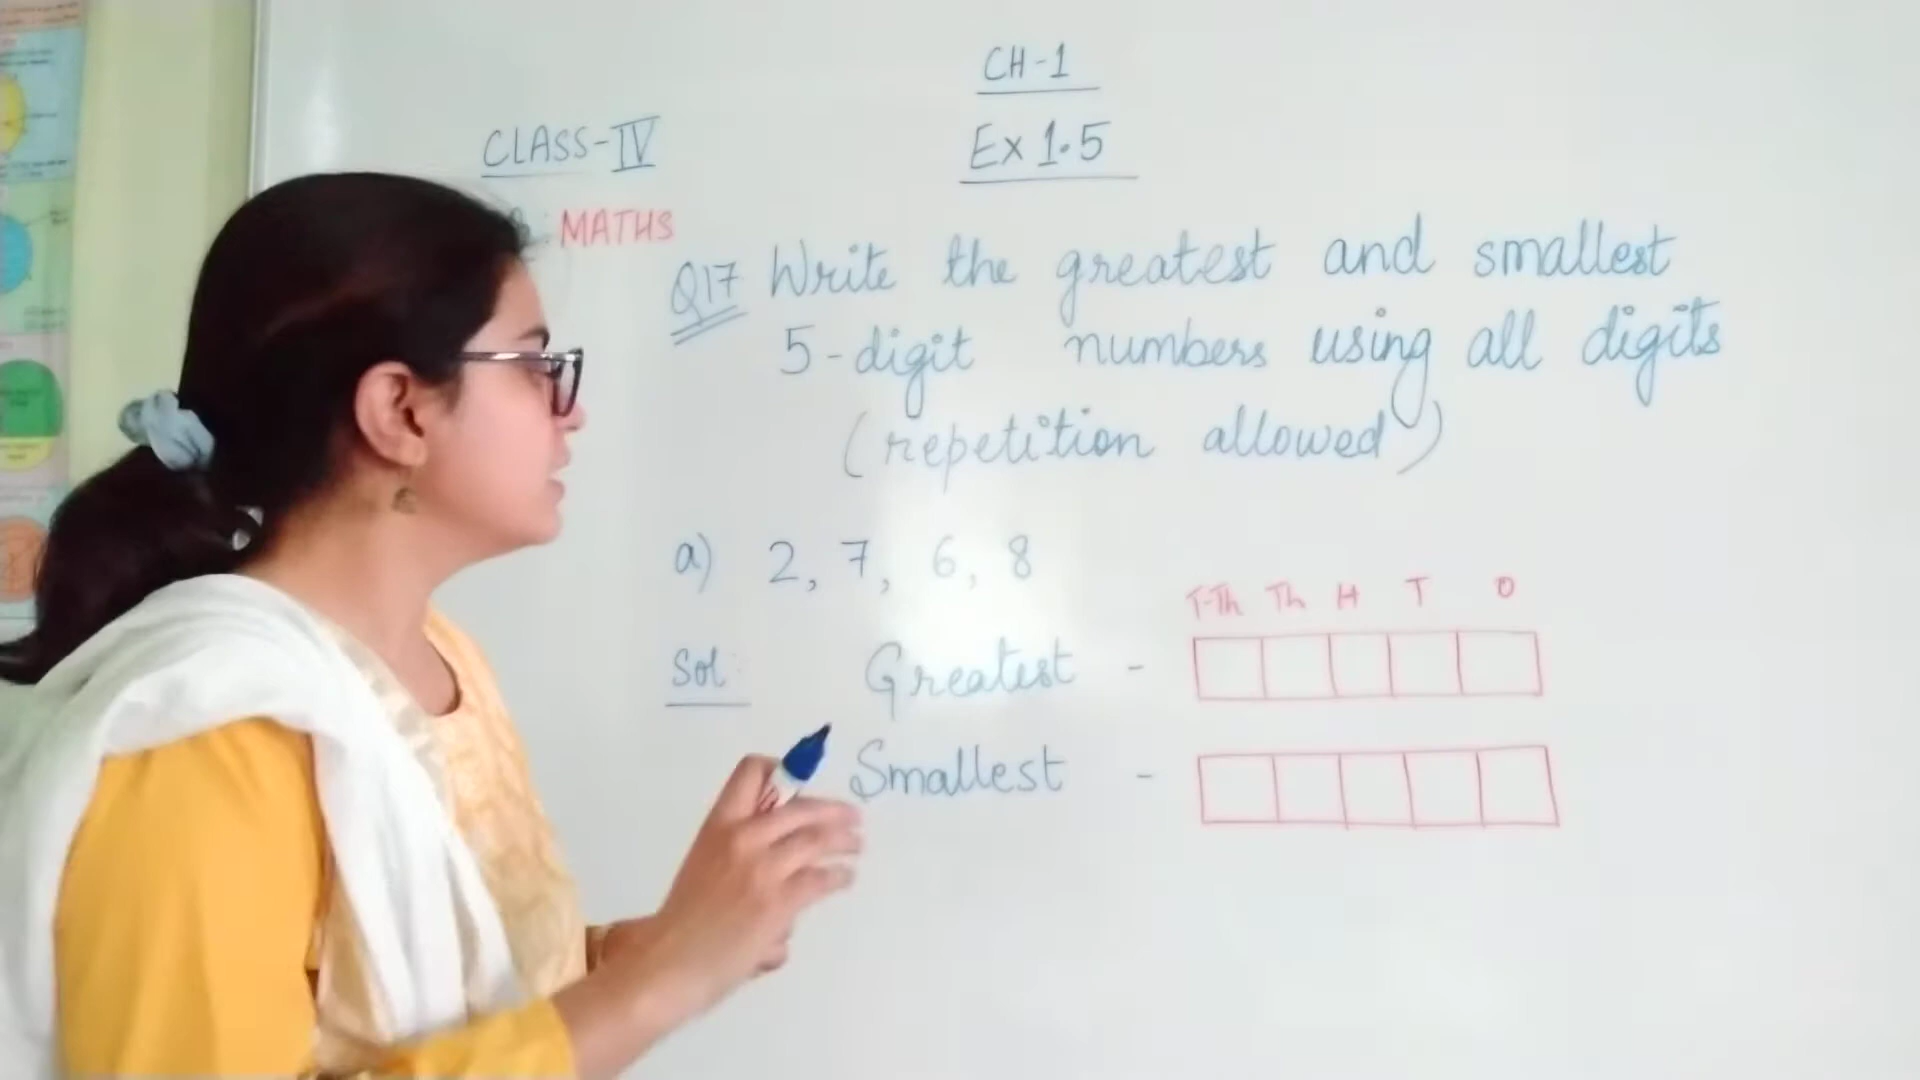 CH-1
Ex 1.5
CLASS-IV
MATHS
Q17 Write the greatest and smallest
5-digit numbers using all digits
(repetition allowed)
a) 2, 7, 6, 8
T-Th Th H T O
Sol: Greatest -
Smallest -